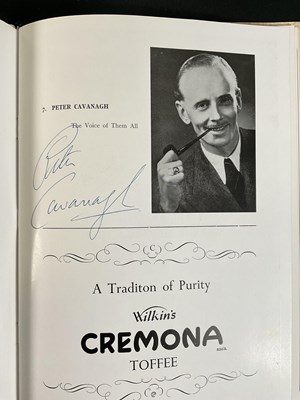 7. PETER CAVANAGH
The Voice of Them All
Peter
Cavanagh
A Traditon of Purity
Wilkin's
CREMONA
REGD.
TOFFEE